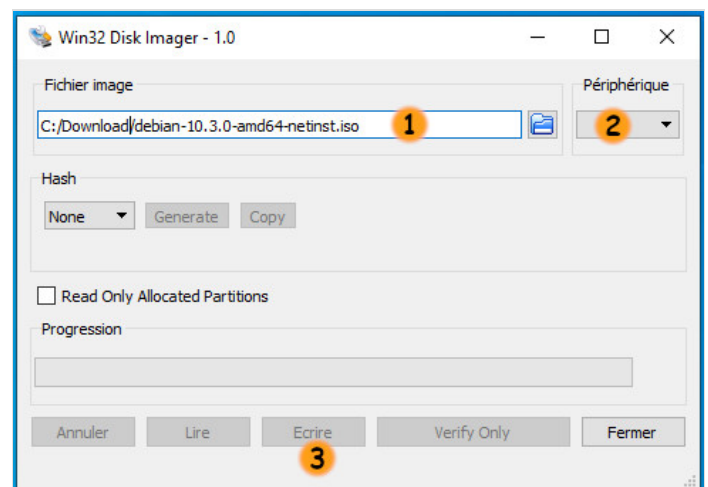 Win32 Disk Imager - 1.0
Fichier image
Périphérique
C:/Download/debian-10.3.0-amd64-netinst.iso
1
2
Hash
None
Generate
Copy
Read Only Allocated Partitions
Progression
Annuler
Lire
Ecrire
Verify Only
Fermer
3